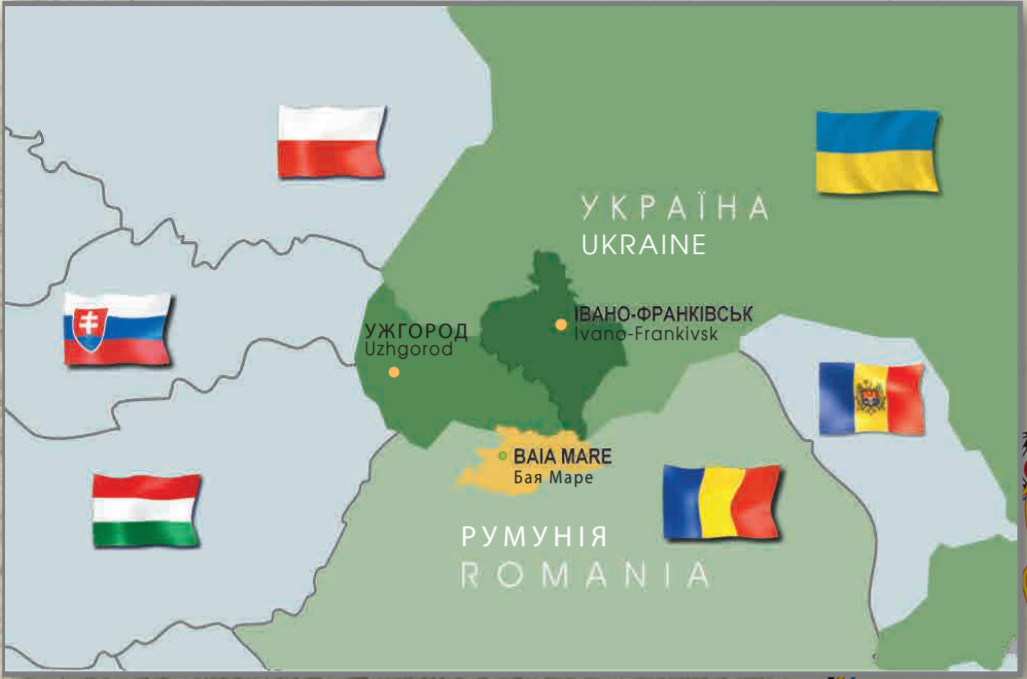 УКРАЇНА
UKRAINE
ІВАНО-ФРАНКІВСЬК
Ivano-Frankivsk
УЖГОРОД
Uzhgorod
BAIA MARE
Бая Маре
РУМУНІЯ
ROMANIA